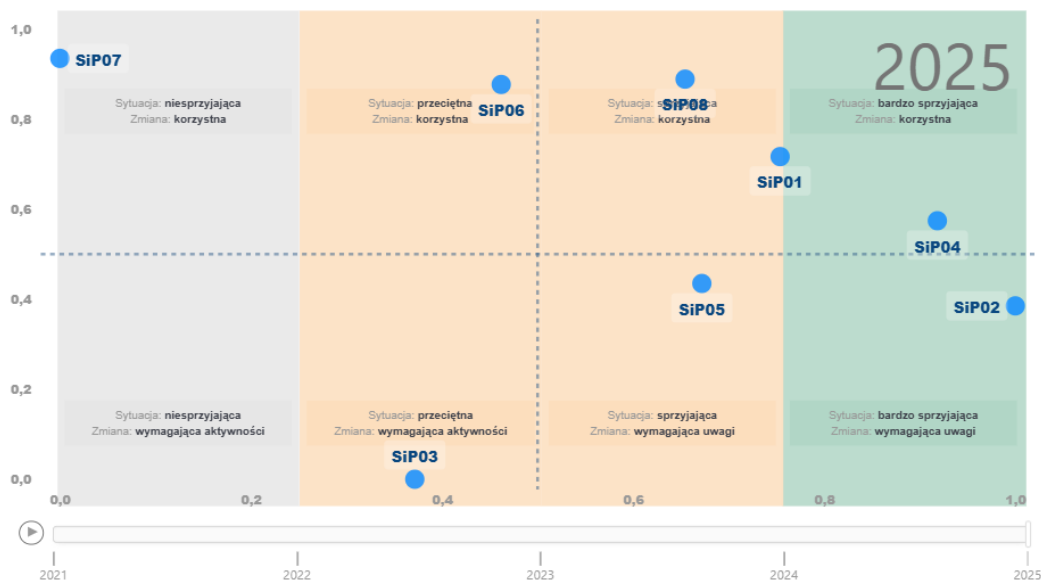 1,0
2025
SiP07
Sytuacja: niesprzyjająca
Zmiana: korzystna
Sytuacja: przeciętna
Zmiana: korzystna
SiP06
Sytuacja:
SiP08
Zmiana: korzystna
Sytuacja: bardzo sprzyjająca
Zmiana: korzystna
0,8
SiP01
0,6
SiP04
0,4
SiP05
SiP02
0,2
Sytuacja: niesprzyjająca
Zmiana: wymagająca aktywności
Sytuacja: przeciętna
Zmiana: wymagająca aktywności
Sytuacja: sprzyjająca
Zmiana: wymagająca uwagi
Sytuacja: bardzo sprzyjająca
Zmiana: wymagająca uwagi
SiP03
0,0
0,0 0,2 0,4 0,6 0,8 1,0
2021 2022 2023 2024 2025